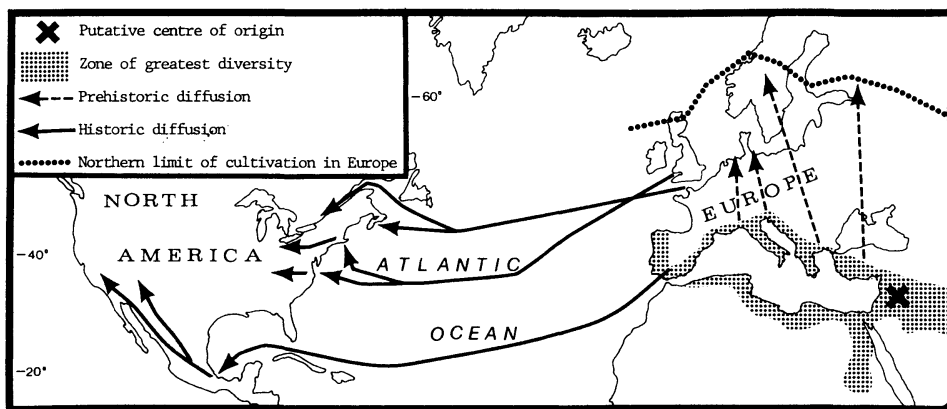 Putative centre of origin
Zone of greatest diversity
Prehistoric diffusion
Historic diffusion
Northern limit of cultivation in Europe
60°
NORTH
EUROPE
40°
AMERICA
ATLANTIC
OCEAN
20°